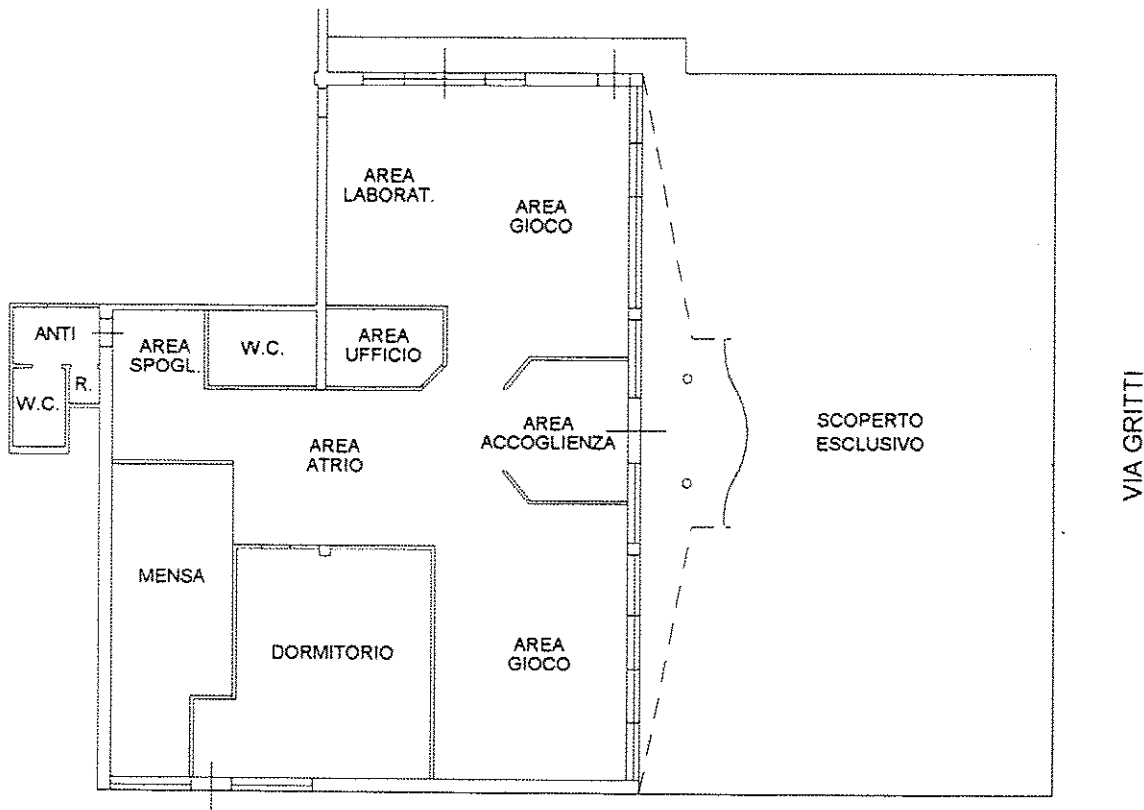 AREA
LABORAT.
AREA
GIOCO
ANTI
AREA
SPOGL.
W.C.
AREA
UFFICIO
W.C.
R.
AREA
ATRIO
AREA
ACCOGLIENZA
SCOPERTO
ESCLUSIVO
VIA GRITTI
MENSA
DORMITORIO
AREA
GIOCO